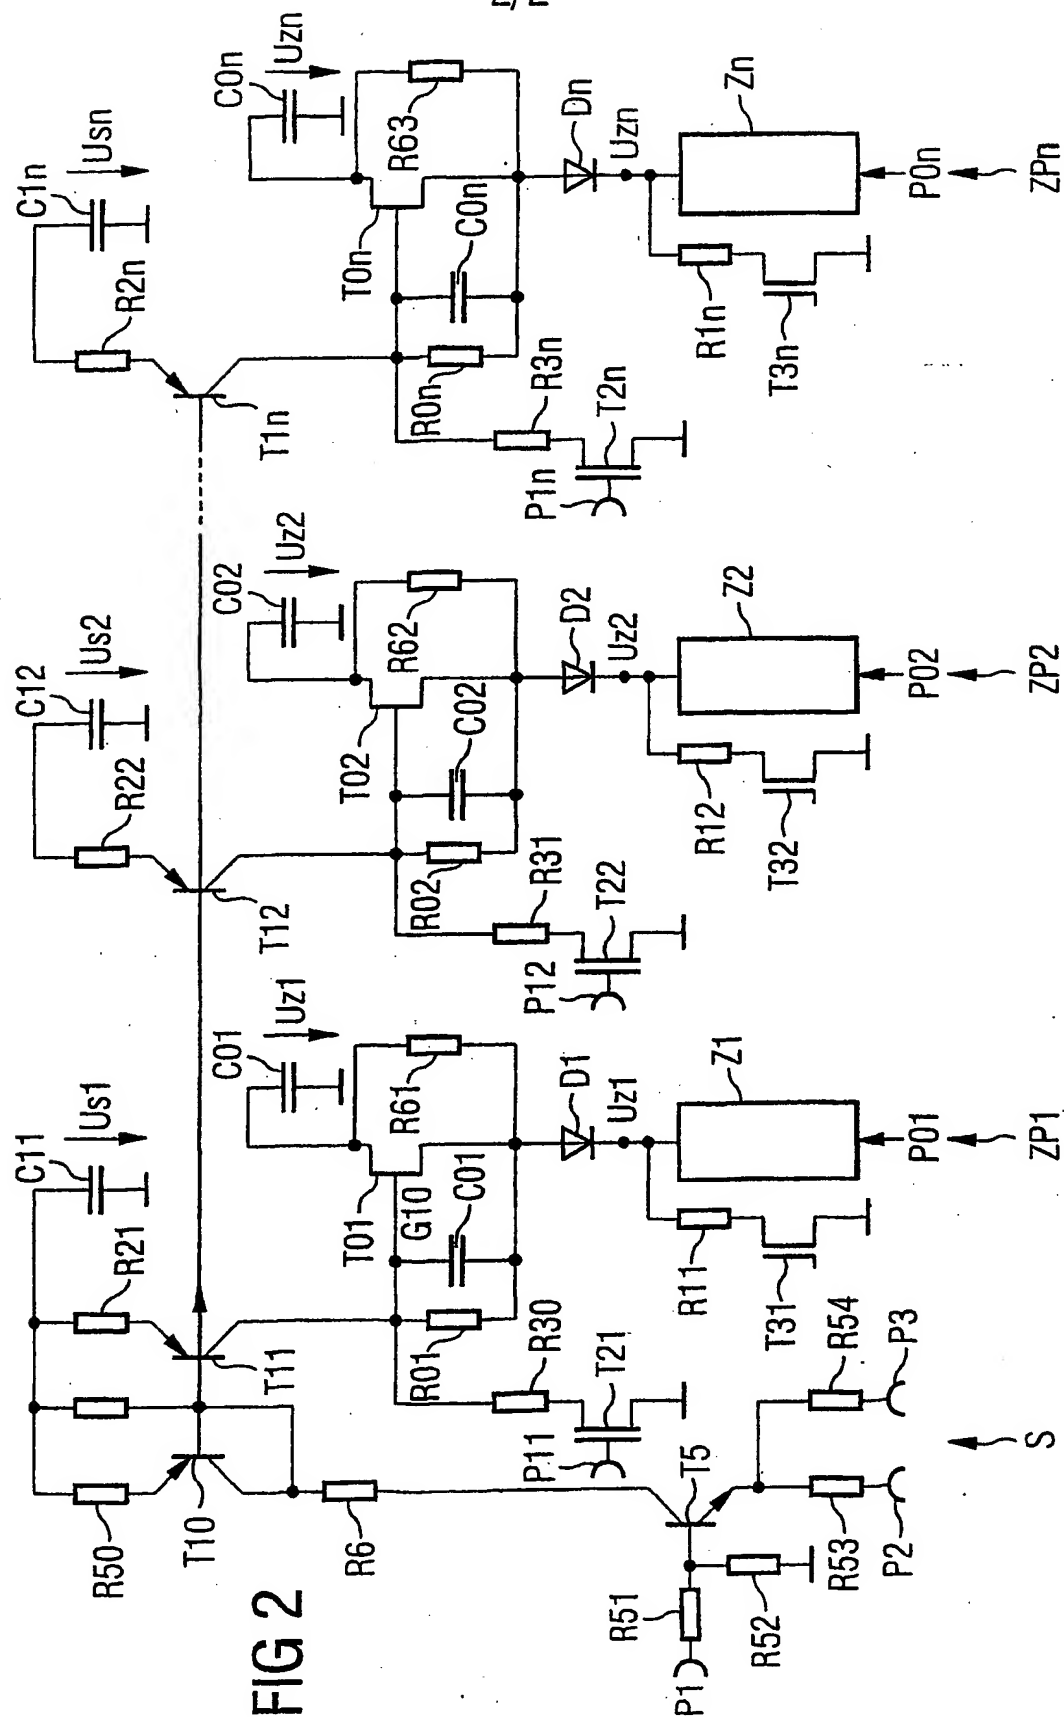 FIG 2
C11
Us1
C12
Us2
C1n
Usn
R50
R21
R22
R2n
T10
T11
T12
T1n
C01
Uz1
C02
Uz2
C0n
Uzn
R6
T01
G10
R61
T02
R62
T0n
R63
R01
C01
R02
C02
R0n
C0n
R30
R31
R3n
P11
T21
P12
T22
P1n
T2n
D1
Uz1
D2
Uz2
Dn
Uzn
P1
R51
R52
T5
R11
Z1
R12
Z2
R1n
Zn
T31
T32
T3n
R53
R54
P2
P3
P01
P02
P0n
S
ZP1
ZP2
ZPn